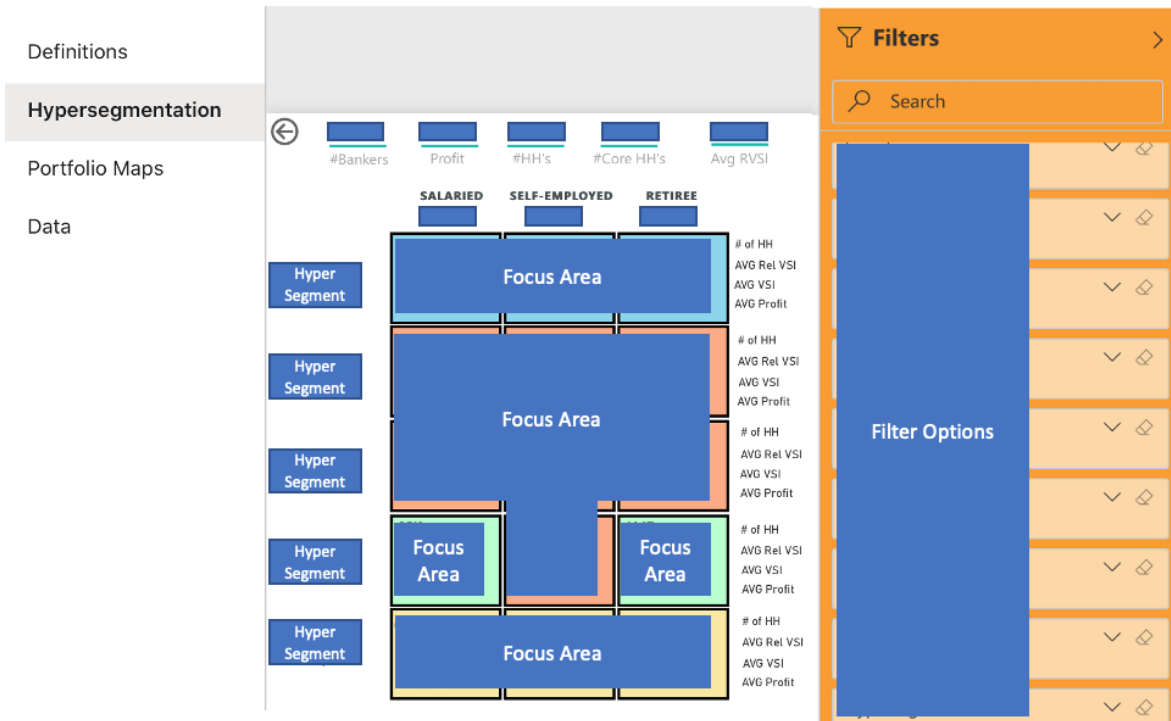 Definitions
Hypersegmentation
Portfolio Maps
Data
#Bankers Profit #HH's #Core HH's Avg RVSI
SALARIED SELF-EMPLOYED RETIREE
Hyper
Segment
Focus Area
# of HH
AVG Rel VSI
AVG VSI
AVG Profit
Hyper
Segment
Focus Area
# of HH
AVG Rel VSI
AVG VSI
AVG Profit
Hyper
Segment
# of HH
AVG Rel VSI
AVG VSI
AVG Profit
Hyper
Segment
Focus
Area
Focus
Area
# of HH
AVG Rel VSI
AVG VSI
AVG Profit
Hyper
Segment
Focus Area
# of HH
AVG Rel VSI
AVG VSI
AVG Profit
Filters
Search
Filter Options